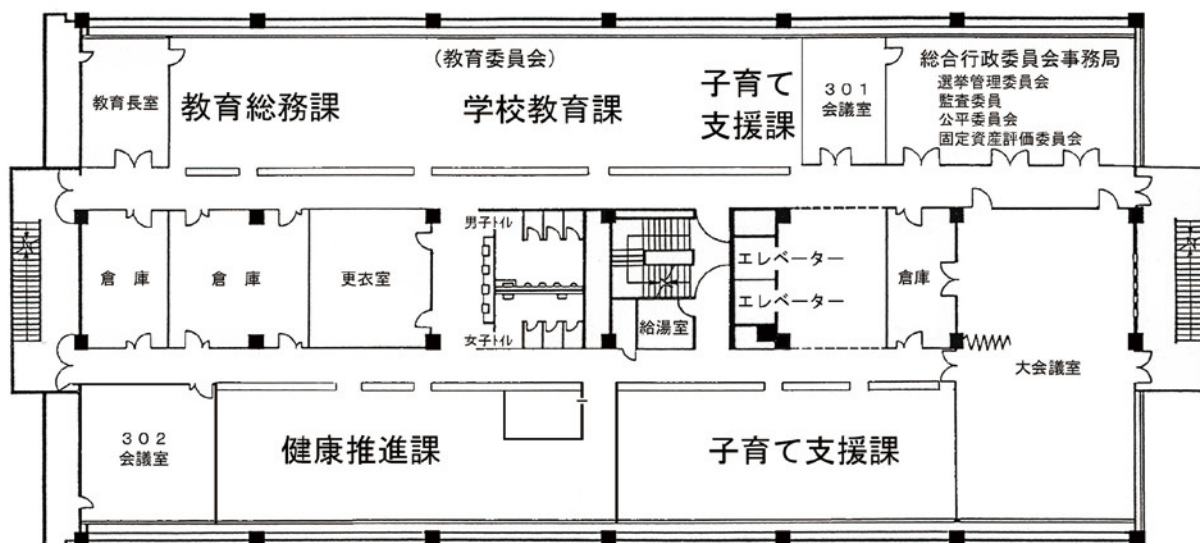 (教育委員会)
教育長室
教育総務課
学校教育課
子育て
支援課
301
会議室
総合行政委員会事務局
選挙管理委員会
監査委員
公平委員会
固定資産評価委員会
倉庫
倉庫
更衣室
男子トイレ
女子トイレ
給湯室
エレベーター
エレベーター
倉庫
大会議室
302
会議室
健康推進課
子育て支援課